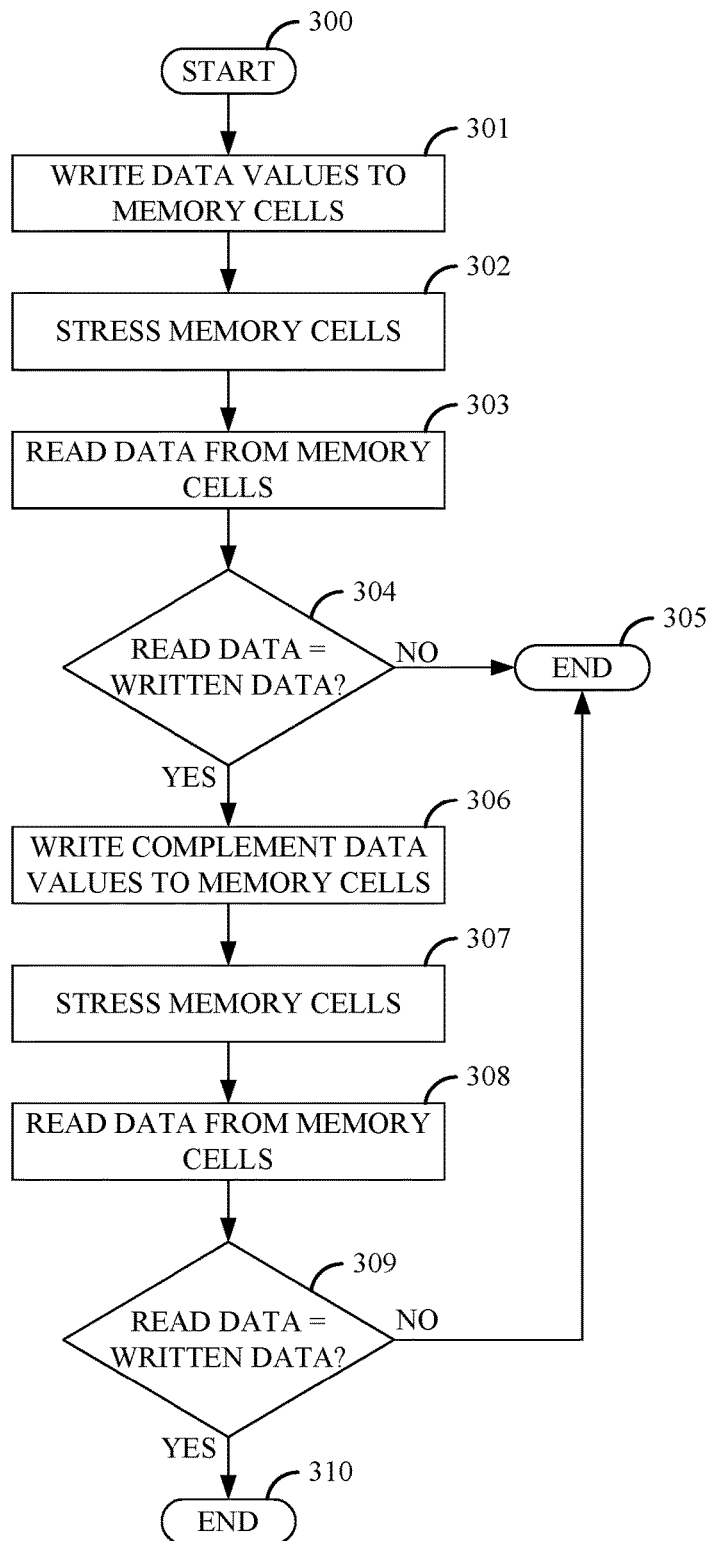 300
START
301
WRITE DATA VALUES TO
MEMORY CELLS
302
STRESS MEMORY CELLS
303
READ DATA FROM MEMORY
CELLS
304
READ DATA =
WRITTEN DATA?
NO
305
END
YES
306
WRITE COMPLEMENT DATA
VALUES TO MEMORY CELLS
307
STRESS MEMORY CELLS
308
READ DATA FROM MEMORY
CELLS
309
READ DATA =
WRITTEN DATA?
NO
YES
310
END